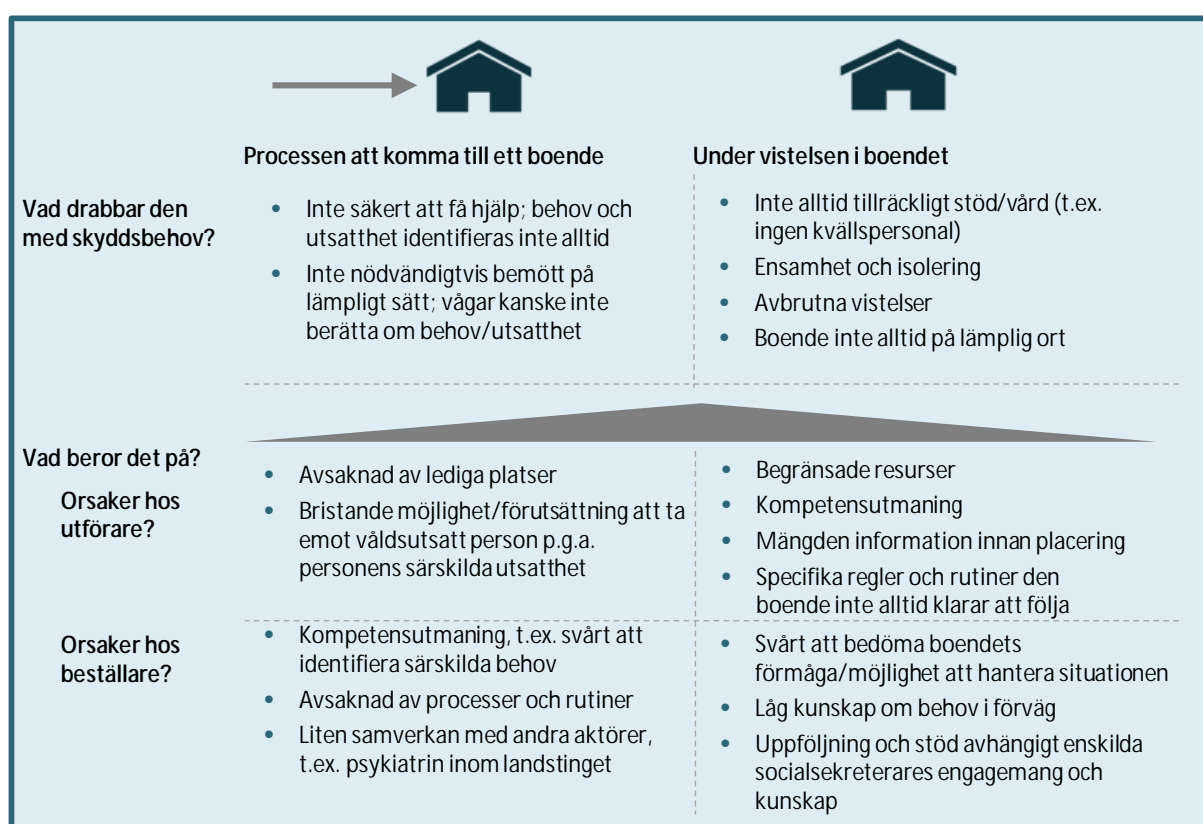 Processen att komma till ett boende
Under vistelsen i boendet
Vad drabbar den
med skyddsbehov?
• Inte säkert att få hjälp; behov och
utsatthet identifieras inte alltid
• Inte nödvändigtvis bemött på
lämpligt sätt; vågar kanske inte
berätta om behov/utsatthet
• Inte alltid tillräckligt stöd/vård (t.ex.
ingen kvällspersonal)
• Ensamhet och isolering
• Avbrutna vistelser
• Boende inte alltid på lämplig ort
Vad beror det på?
Orsaker hos
utförare?
• Avsaknad av lediga platser
• Bristande möjlighet/förutsättning att ta
emot våldsutsatt person p.g.a.
personens särskilda utsatthet
• Begränsade resurser
• Kompetensutmaning
• Mängden information innan placering
• Specifika regler och rutiner den
boende inte alltid klarar att följa
Orsaker hos
beställare?
• Kompetensutmaning, t.ex. svårt att
identifiera särskilda behov
• Avsaknad av processer och rutiner
• Liten samverkan med andra aktörer,
t.ex. psykiatrin inom landstinget
• Svårt att bedöma boendets
förmåga/möjlighet att hantera situationen
• Låg kunskap om behov i förväg
• Uppföljning och stöd avhängigt enskilda
socialsekreterares engagemang och
kunskap